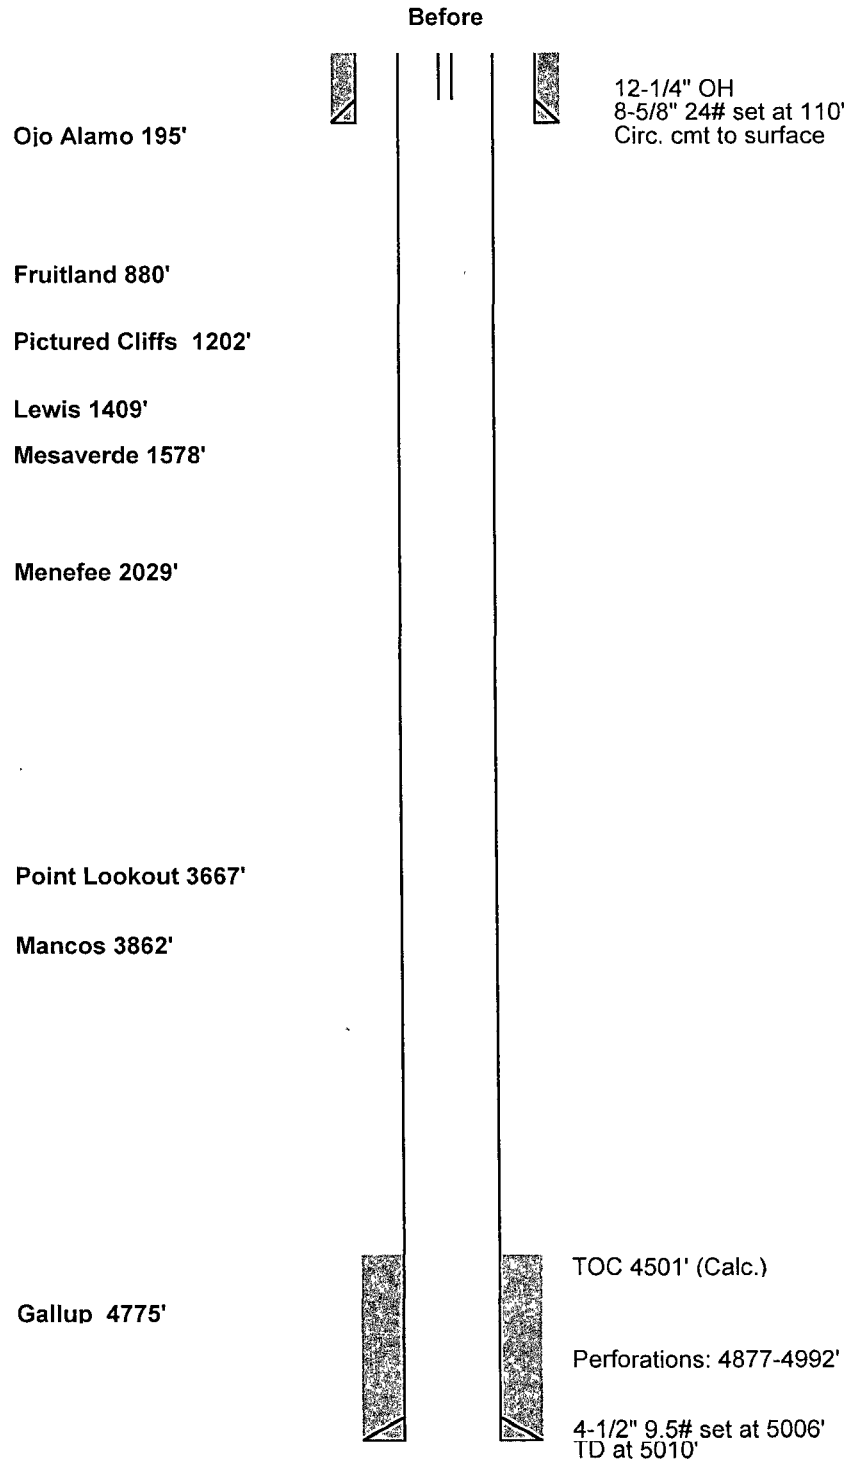 Before
12-1/4" OH
8-5/8" 24# set at 110'
Circ. cmt to surface
Ojo Alamo 195'
Fruitland 880'
Pictured Cliffs 1202'
Lewis 1409'
Mesaverde 1578'
Menefee 2029'
Point Lookout 3667'
Mancos 3862'
TOC 4501' (Calc.)
Gallup 4775'
Perforations: 4877-4992'
4-1/2" 9.5# set at 5006'
TD at 5010'